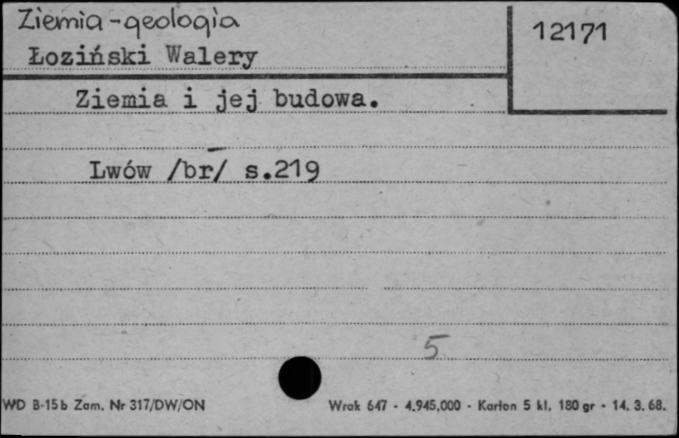 Ziemia - geologia
12171
Łoziński Walery
Ziemia i jej budowa.
Lwów /br/ s.219
5
WD B-15b Zam. Nr 317/DW/ON
Wrak 647 - 4.945,000 - Karton 5 kl. 180 gr - 14. 3. 68.